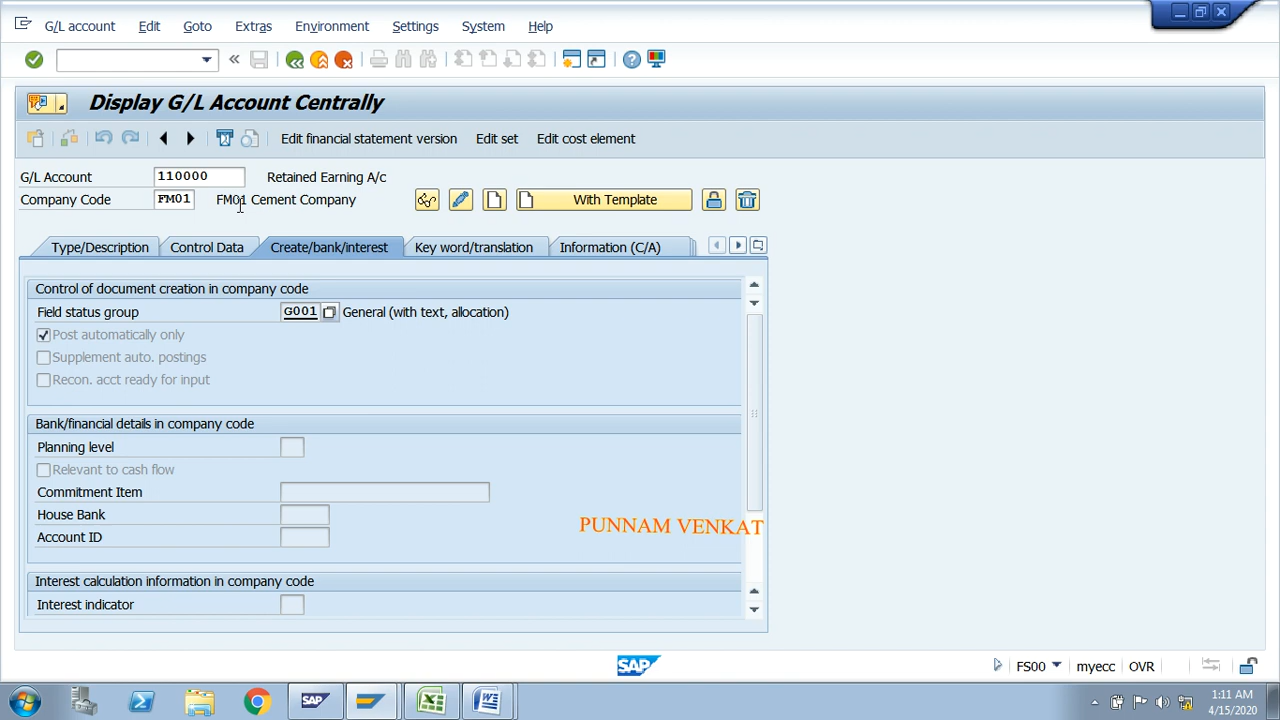 G/L account Edit Goto Extras Environment Settings System Help
Display G/L Account Centrally
Edit financial statement version Edit set Edit cost element
G/L Account 110000 Retained Earning A/c
Company Code FM01 FM01 Cement Company With Template
Type/Description Control Data Create/bank/interest Key word/translation Information (C/A)
Control of document creation in company code
Field status group G001 General (with text, allocation)
Post automatically only
Supplement auto. postings
Recon. acct ready for input
Bank/financial details in company code
Planning level
Relevant to cash flow
Commitment Item
House Bank
PUNNAM VENKAT
Account ID
Interest calculation information in company code
Interest indicator
SAP
FS00 myecc OVR
1:11 AM
4/15/2020